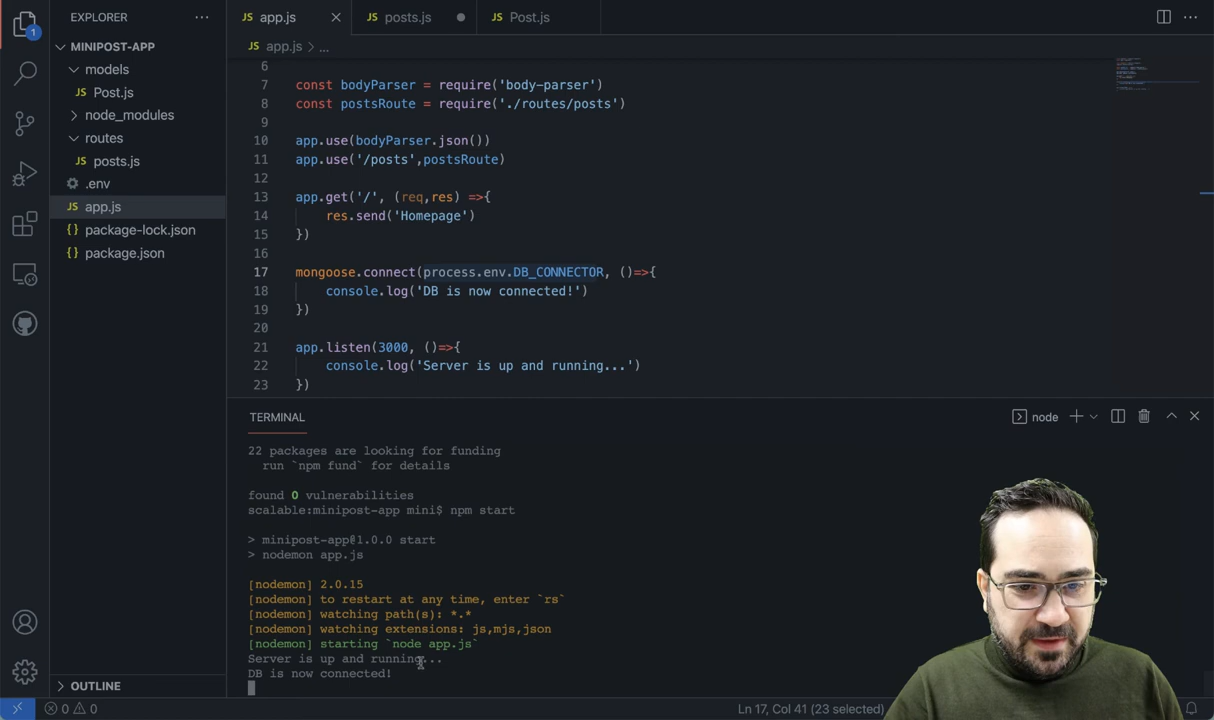 EXPLORER
JS app.js
JS posts.js
JS Post.js
1
MINIPOST-APP
JS app.js > ...
models
JS Post.js
node_modules
routes
JS posts.js
.env
JS app.js
{} package-lock.json
{} package.json
6
7 const bodyParser = require('body-parser')
8 const postsRoute = require('./routes/posts')
9
10 app.use(bodyParser.json())
11 app.use('/posts',postsRoute)
12
13 app.get('/', (req,res) =>{
14 res.send('Homepage')
15 })
16
17 mongoose.connect(process.env.DB_CONNECTOR, ()=>{
18 console.log('DB is now connected!')
19 })
20
21 app.listen(3000, ()=>{
22 console.log('Server is up and running...')
23 })
TERMINAL
node
22 packages are looking for funding
run `npm fund` for details
found 0 vulnerabilities
scalable:minipost-app mini$ npm start
> minipost-app@1.0.0 start
> nodemon app.js
[nodemon] 2.0.15
[nodemon] to restart at any time, enter `rs`
[nodemon] watching path(s): *.*
[nodemon] watching extensions: js,mjs,json
[nodemon] starting `node app.js`
Server is up and running...
DB is now connected!
OUTLINE
0 0
Ln 17, Col 41 (23 selected)